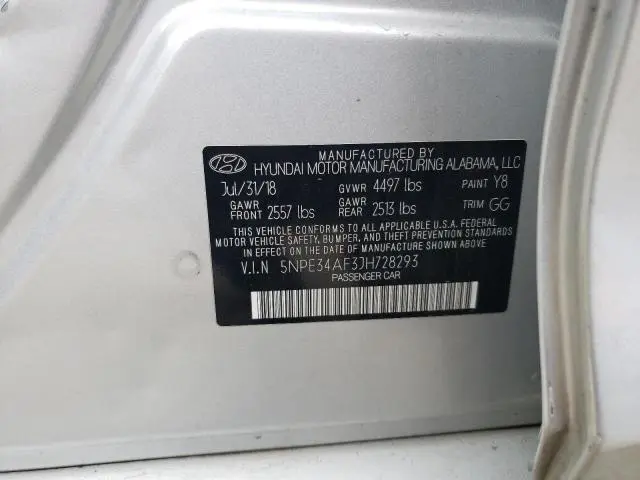 MANUFACTURED BY
HYUNDAI MOTOR MANUFACTURING ALABAMA, LLC
Jul/31/18 GVWR 4497 lbs PAINT Y8
GAWR FRONT 2557 lbs GAWR REAR 2513 lbs TRIM GG
THIS VEHICLE CONFORMS TO ALL APPLICABLE U.S.A. FEDERAL
MOTOR VEHICLE SAFETY, BUMPER, AND THEFT PREVENTION STANDARDS
IN EFFECT ON THE DATE OF MANUFACTURE SHOWN ABOVE.
V.I.N 5NPE34AF3JH728293
PASSENGER CAR